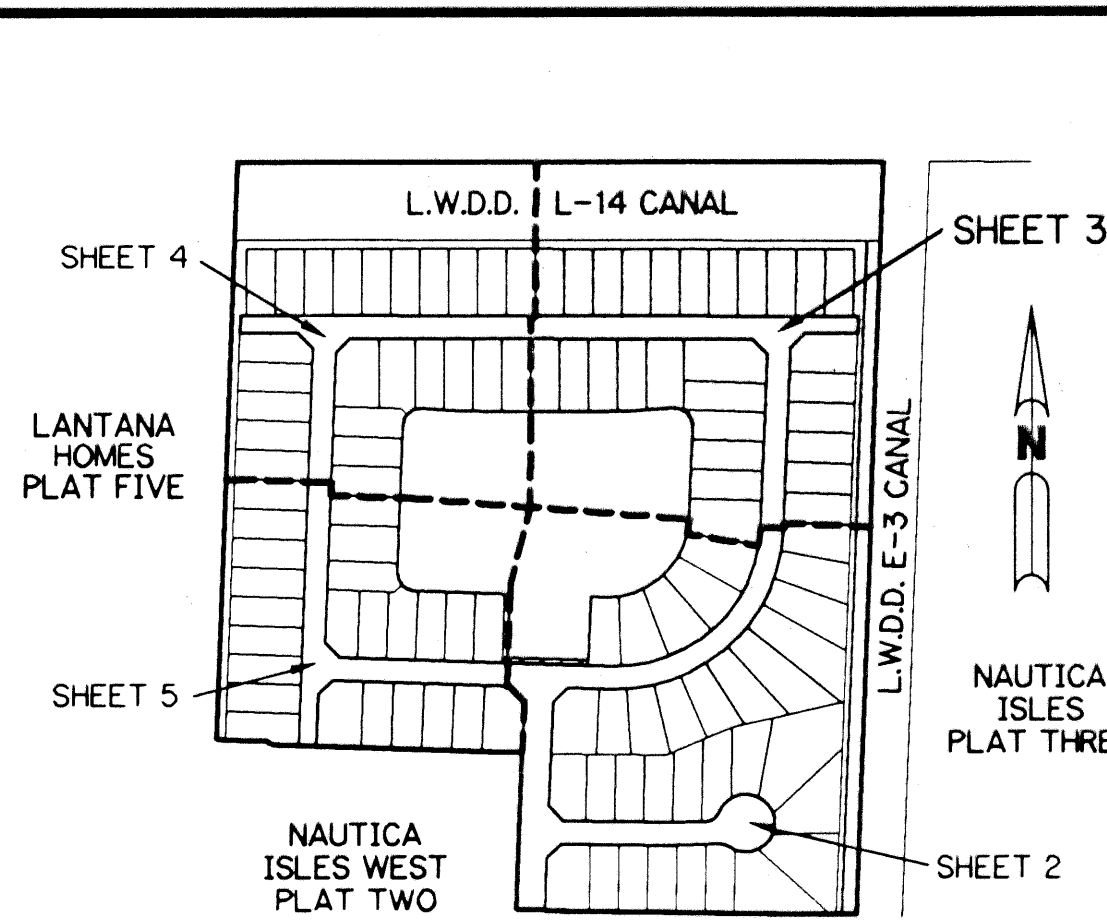 L.W.D.D. L-14 CANAL
SHEET 3
SHEET 4
LANTANA
HOMES
PLAT FIVE
N
L.W.D.D. E-3 CANAL
SHEET 5
NAUTICA
ISLES
PLAT THRE
NAUTICA
ISLES WEST
PLAT TWO
SHEET 2